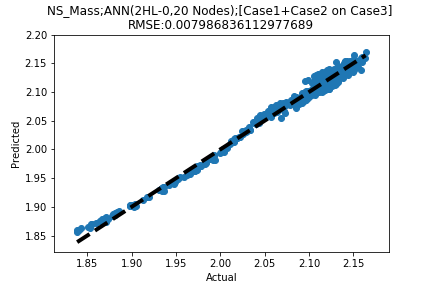 NS_Mass;ANN(2HL-0,20 Nodes);[Case1+Case2 on Case3]
RMSE:0.007986836112977689
2.20
2.15
2.10
2.05
2.00
1.95
1.90
1.85
Predicted
1.85 1.90 1.95 2.00 2.05 2.10 2.15
Actual